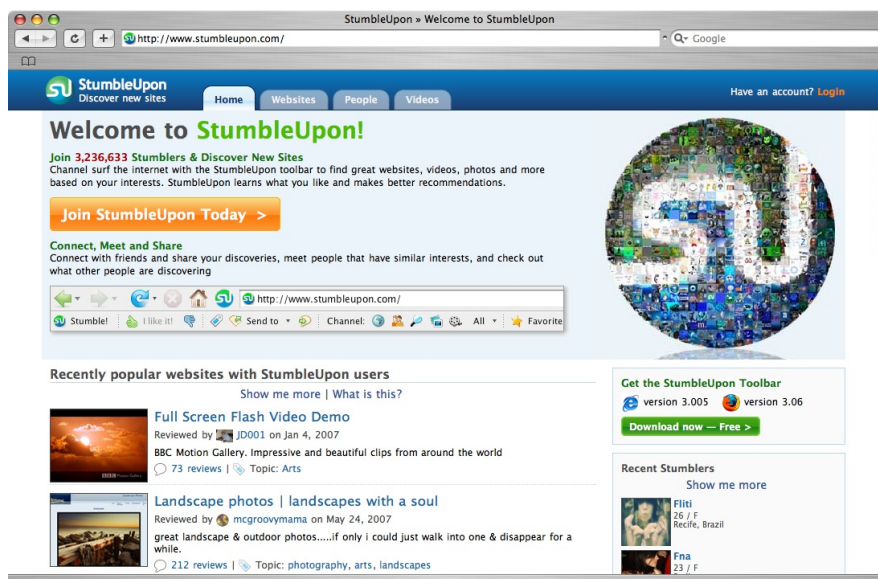 StumbleUpon » Welcome to StumbleUpon
http://www.stumbleupon.com/
Google
StumbleUpon
Discover new sites
Home
Websites
People
Videos
Have an account? Login
Welcome to StumbleUpon!
Join 3,236,633 Stumblers & Discover New Sites
Channel surf the internet with the StumbleUpon toolbar to find great websites, videos, photos and more
based on your interests. StumbleUpon learns what you like and makes better recommendations.
Join StumbleUpon Today >
Connect, Meet and Share
Connect with friends and share your discoveries, meet people that have similar interests, and check out
what other people are discovering
http://www.stumbleupon.com/
Stumble! I like it! Send to Channel: All Favorite
Recently popular websites with StumbleUpon users
Show me more | What is this?
Full Screen Flash Video Demo
Reviewed by JD001 on Jan 4, 2007
BBC Motion Gallery. Impressive and beautiful clips from around the world
73 reviews | Topic: Arts
Landscape photos | landscapes with a soul
Reviewed by mcgroovymama on May 24, 2007
great landscape & outdoor photos.....if only i could just walk into one & disappear for a
while.
212 reviews | Topic: photography, arts, landscapes
Get the StumbleUpon Toolbar
version 3.005 version 3.06
Download now — Free >
Recent Stumblers
Show me more
Fliti
26 / F
Recife, Brazil
Fna
23 / F